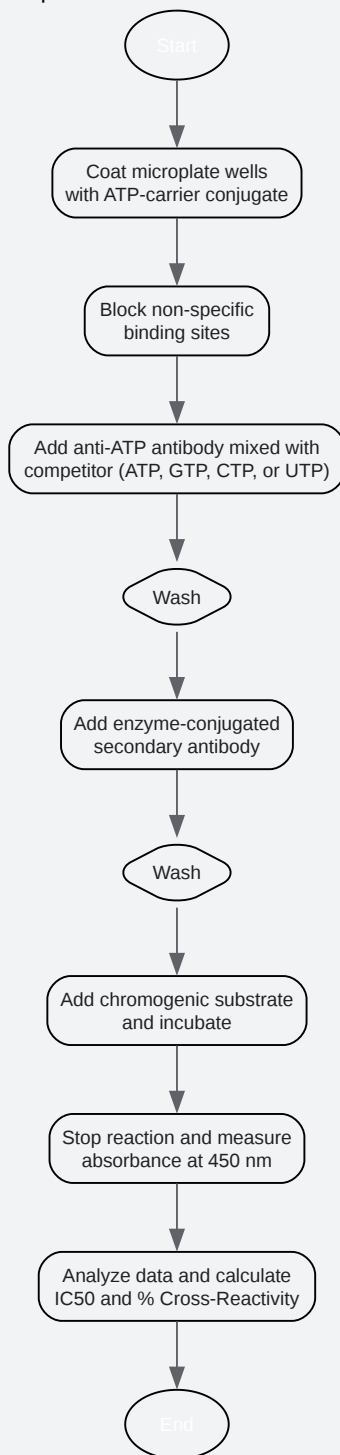 Start
Coat microplate wells
with ATP-carrier conjugate
Block non-specific
binding sites
Add anti-ATP antibody mixed with
competitor (ATP, GTP, CTP, or UTP)
Wash
Add enzyme-conjugated
secondary antibody
Wash
Add chromogenic substrate
and incubate
Stop reaction and measure
absorbance at 450 nm
Analyze data and calculate
IC50 and % Cross-Reactivity
End